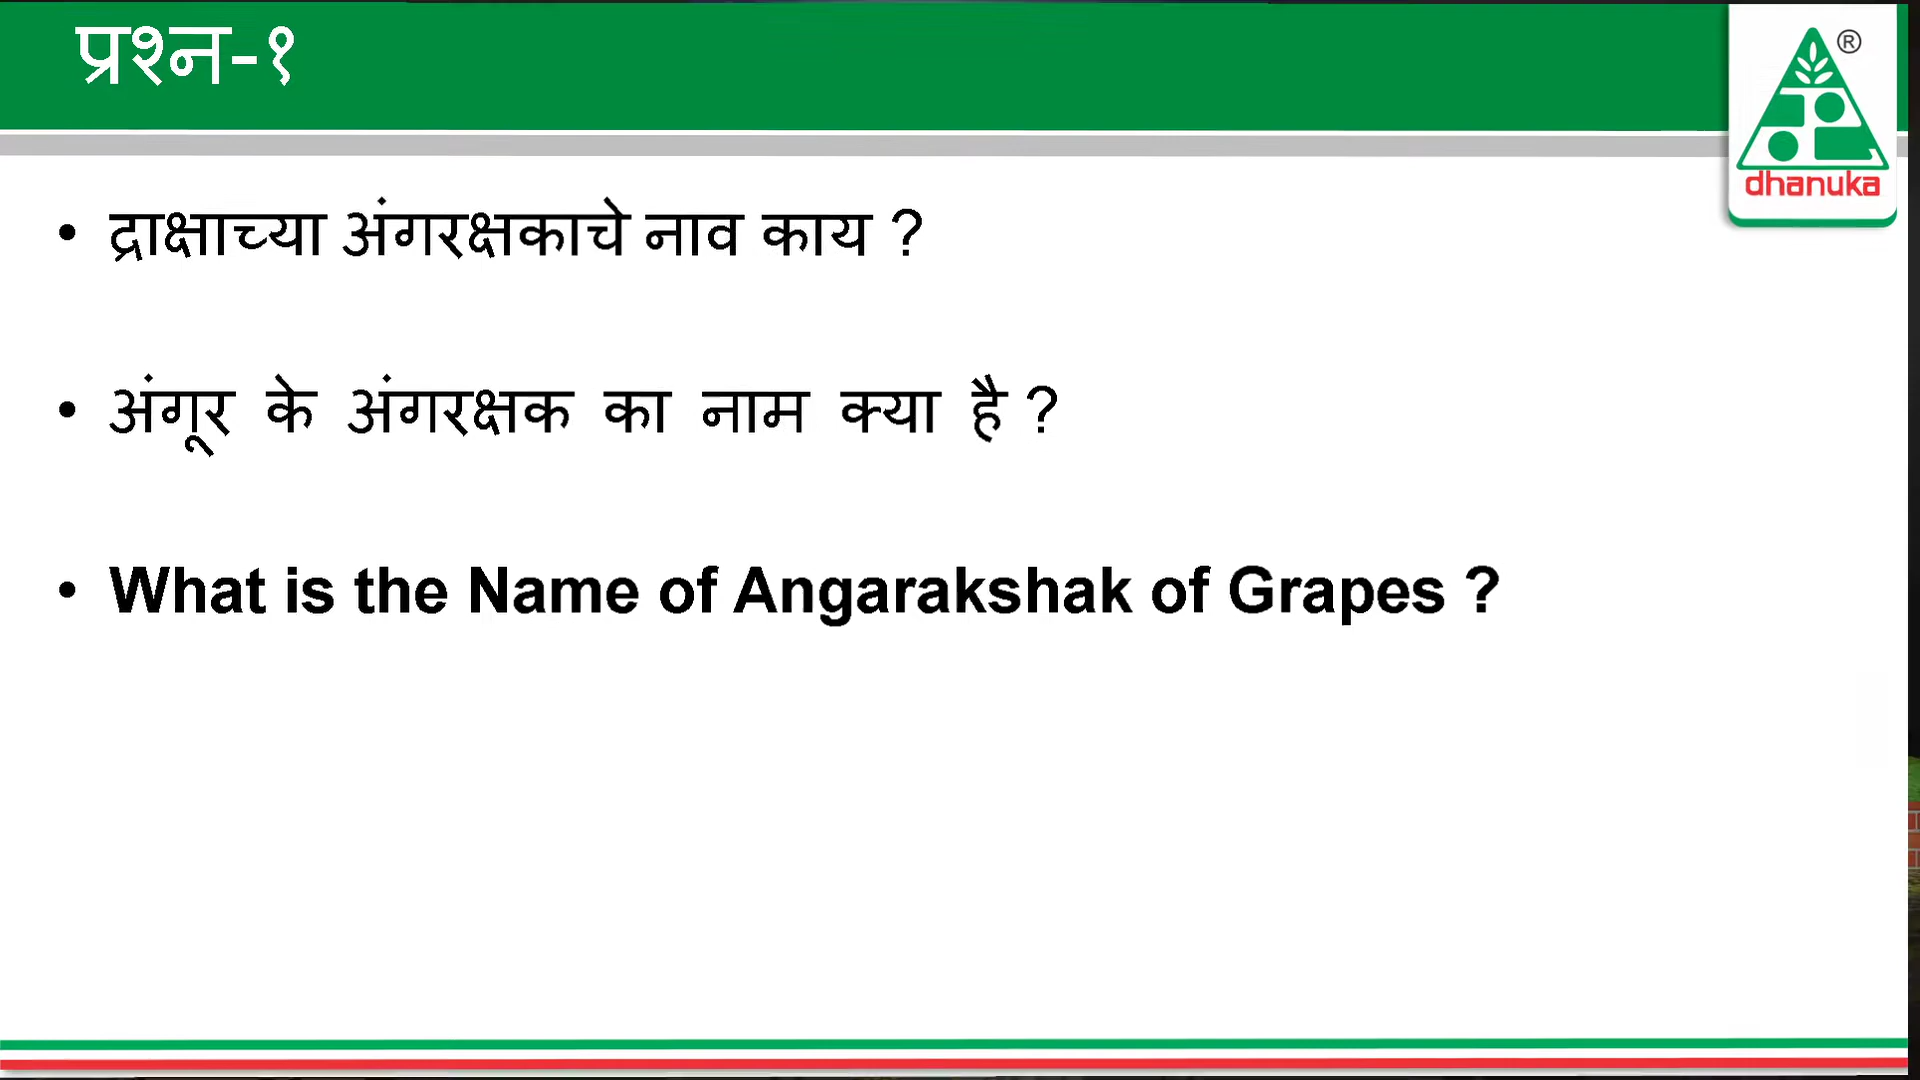 प्रश्न-१
®
dhanuka
• द्राक्षाच्या अंगरक्षकाचे नाव काय ?
• अंगूर के अंगरक्षक का नाम क्या है ?
• What is the Name of Angarakshak of Grapes ?